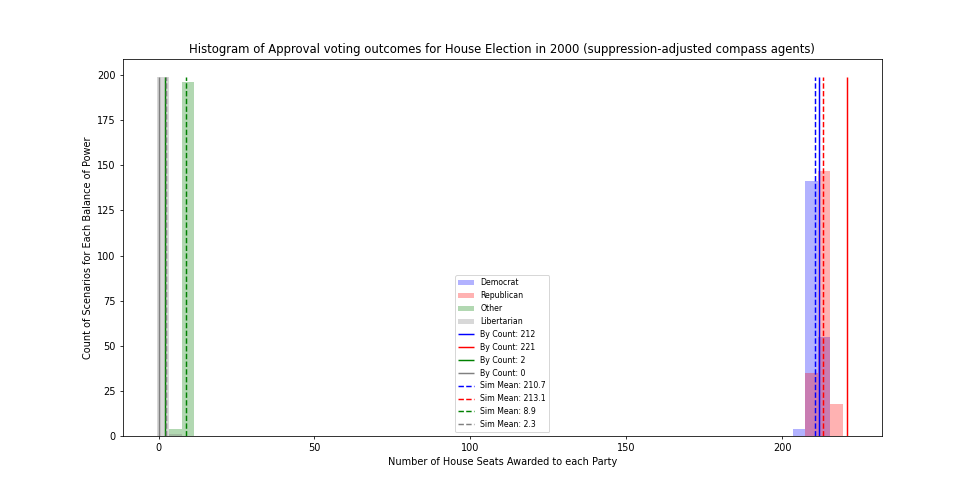 Histogram of Approval voting outcomes for House Election in 2000 (suppression-adjusted compass agents)
Count of Scenarios for Each Balance of Power
200
175
150
125
100
75
50
25
0
Democrat
Republican
Other
Libertarian
By Count: 212
By Count: 221
By Count: 2
By Count: 0
Sim Mean: 210.7
Sim Mean: 213.1
Sim Mean: 8.9
Sim Mean: 2.3
0 50 100 150 200
Number of House Seats Awarded to each Party